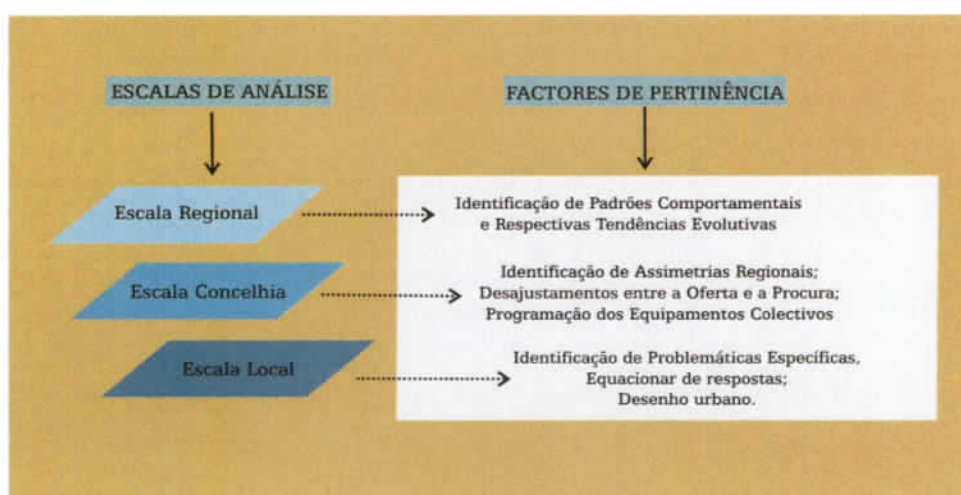 ESCALAS DE ANÁLISE
FACTORES DE PERTINÊNCIA
Escala Regional
Identificação de Padrões Comportamentais
e Respectivas Tendências Evolutivas
Escala Concelhia
Identificação de Assimetrias Regionais;
Desajustamentos entre a Oferta e a Procura;
Programação dos Equipamentos Colectivos
Escala Local
Identificação de Problemáticas Específicas,
Equacionar de respostas;
Desenho urbano.